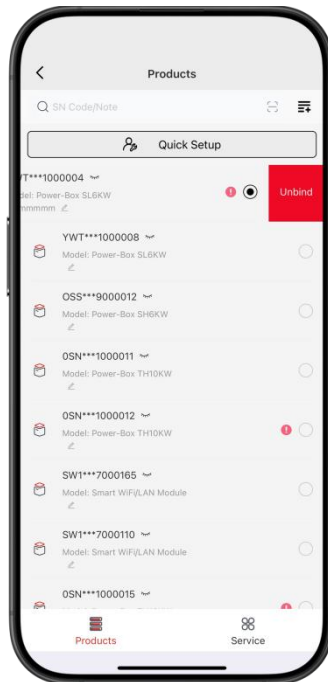 Products
SN Code/Note
Quick Setup
T***1000004
del: Power-Box SL6KW
mmmmm
Unbind
YWT***1000008
Model: Power-Box SL6KW
OSS***9000012
Model: Power-Box SH6KW
0SN***1000011
Model: Power-Box TH10KW
0SN***1000012
Model: Power-Box TH10KW
SW1***7000165
Model: Smart WiFi/LAN Module
SW1***7000110
Model: Smart WiFi/LAN Module
0SN***1000015
Products
Service